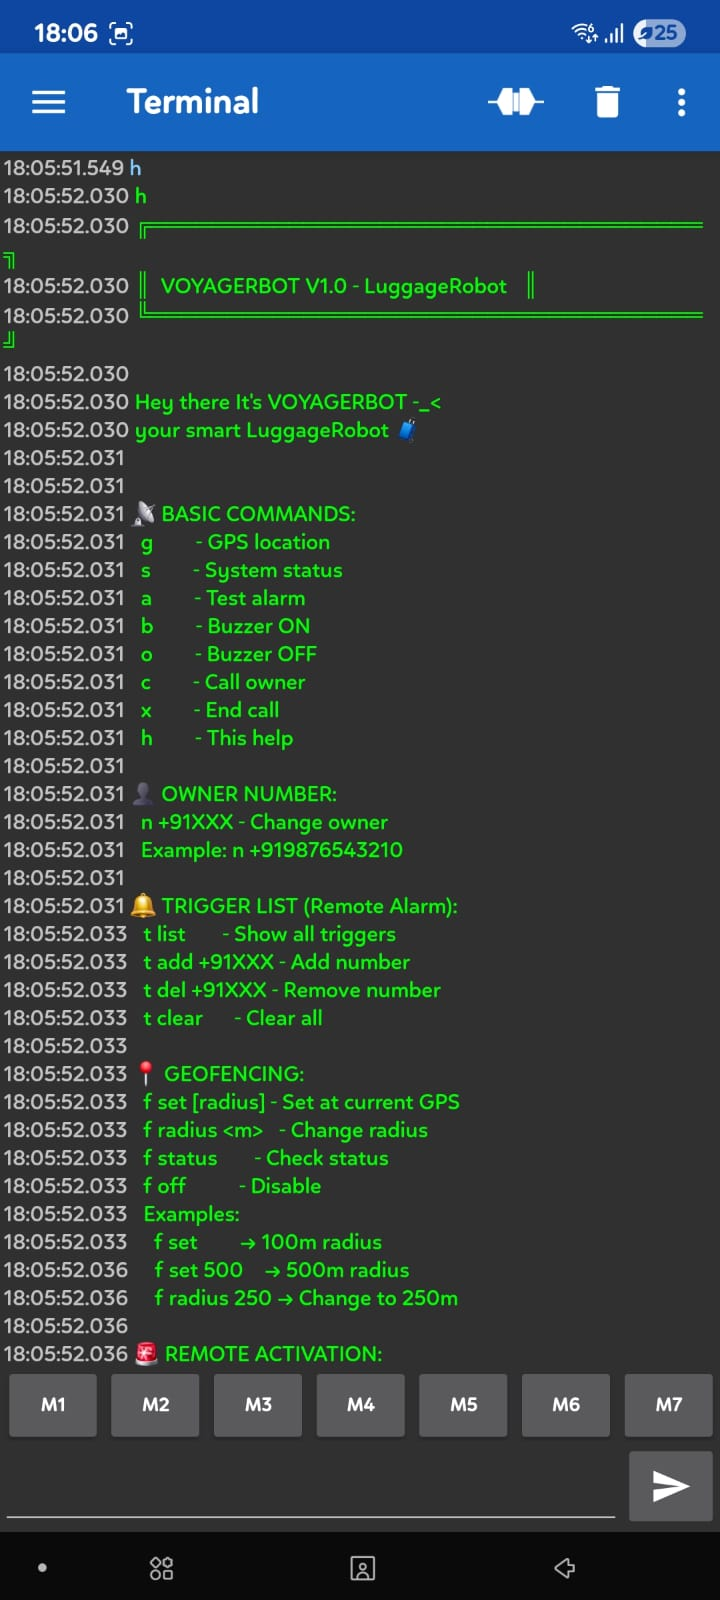 18:06
25
Terminal
18:05:51.549 h
18:05:52.030 h
18:05:52.030 ╔══════════════════════
╗
18:05:52.030 ║ VOYAGERBOT V1.0 - LuggageRobot ║
18:05:52.030 ╚══════════════════════
╝
18:05:52.030
18:05:52.030 Hey there It's VOYAGERBOT -_<
18:05:52.030 your smart LuggageRobot 🧳
18:05:52.031
18:05:52.031
18:05:52.031 📡 BASIC COMMANDS:
18:05:52.031 g - GPS location
18:05:52.031 s - System status
18:05:52.031 a - Test alarm
18:05:52.031 b - Buzzer ON
18:05:52.031 o - Buzzer OFF
18:05:52.031 c - Call owner
18:05:52.031 x - End call
18:05:52.031 h - This help
18:05:52.031
18:05:52.031 👤 OWNER NUMBER:
18:05:52.031 n +91XXX - Change owner
18:05:52.031 Example: n +919876543210
18:05:52.031
18:05:52.031 🔔 TRIGGER LIST (Remote Alarm):
18:05:52.033 t list - Show all triggers
18:05:52.033 t add +91XXX - Add number
18:05:52.033 t del +91XXX - Remove number
18:05:52.033 t clear - Clear all
18:05:52.033
18:05:52.033 📍 GEOFENCING:
18:05:52.033 f set [radius] - Set at current GPS
18:05:52.033 f radius <m> - Change radius
18:05:52.033 f status - Check status
18:05:52.033 f off - Disable
18:05:52.033 Examples:
18:05:52.033 f set → 100m radius
18:05:52.036 f set 500 → 500m radius
18:05:52.036 f radius 250 → Change to 250m
18:05:52.036
18:05:52.036 🚨 REMOTE ACTIVATION:
M1 M2 M3 M4 M5 M6 M7